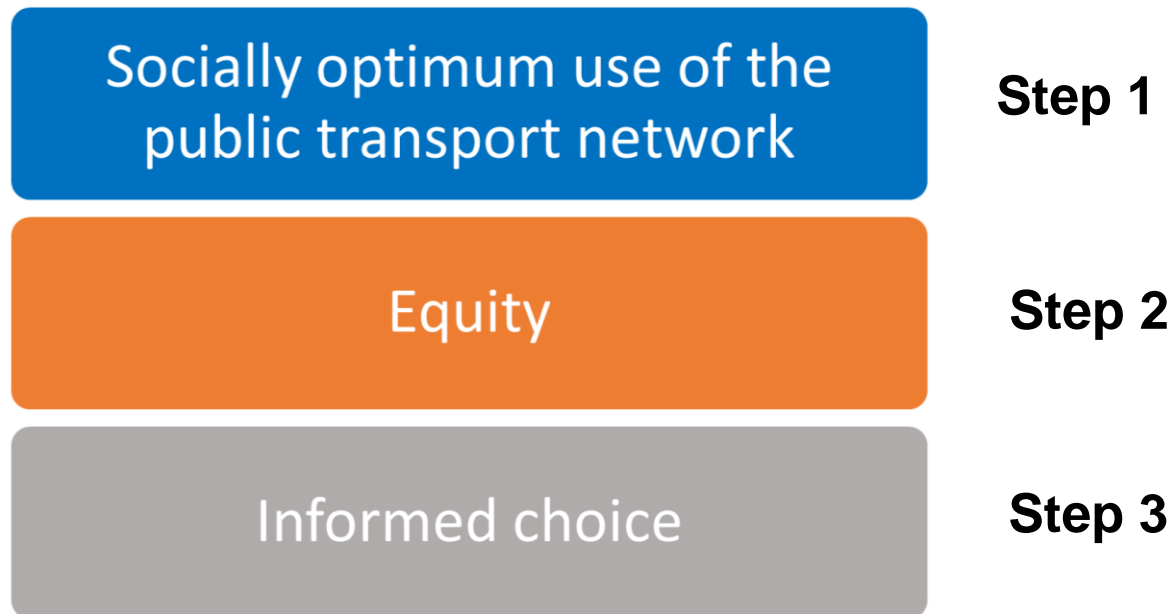 Socially optimum use of the
public transport network
Step 1
Equity
Step 2
Informed choice
Step 3